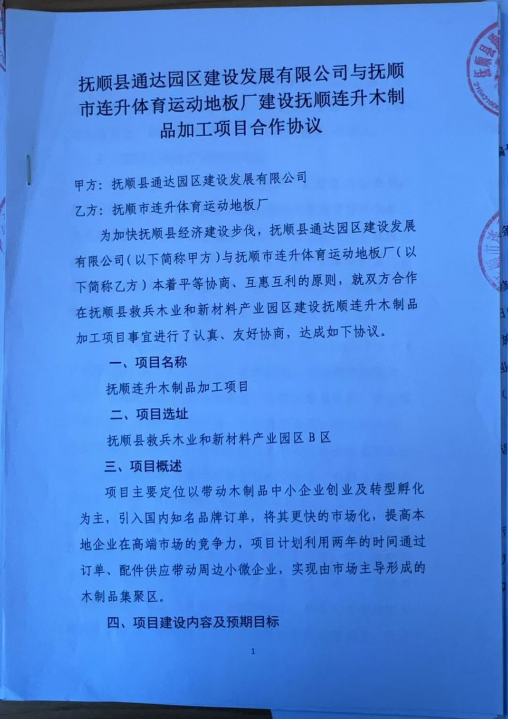 抚顺县通达园区建设发展有限公司与抚顺
市连升体育运动地板厂建设抚顺连升木制
品加工项目合作协议
甲方：抚顺县通达园区建设发展有限公司
乙方：抚顺市连升体育运动地板厂
为加快抚顺县经济建设步伐，抚顺县通达园区建设发展
有限公司(以下简称甲方)与抚顺市连升体育运动地板厂(以
下简称乙方）本着平等协商、互惠互利的原则，就双方合作
在抚顺县救兵木业和新材料产业园区建设抚顺连升木制品
加工项目事宜进行了认真、友好协商，达成如下协议。
一、项目名称
抚顺连升木制品加工项目
二、项目选址
抚顺县救兵木业和新材料产业园区B区
三、项目概述
项目主要定位以带动木制品中小企业创业及转型孵化
为主，引入国内知名品牌订单，将其更快的市场化，提高本
地企业在高端市场的竞争力，项目计划利用两年的时间通过
订单、配件供应带动周边小微企业，实现由市场主导形成的
木制品集聚区。
四、项目建设内容及预期目标
1